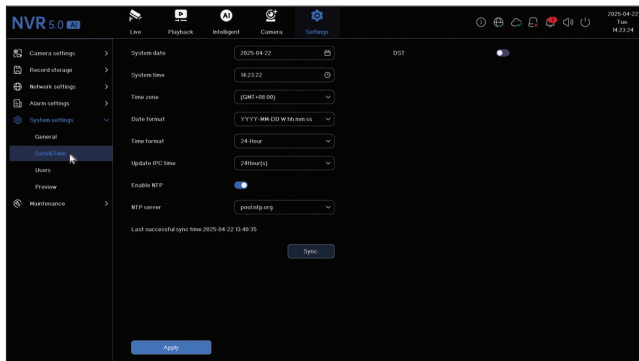 NVR 5.0 AI
Live
Playback
AI
Intelligent
Camera
Settings
2025-04-22
Tue
14:23:24
Camera settings
Record storage
Network settings
Alarm settings
System settings
General
Date&Time
Users
Preview
Maintenance
System date 2025-04-22 DST
System time 14:23:22
Time zone (GMT+08:00)
Date format YYYY-MM-DD W hh:mm:ss
Time format 24-Hour
Update IPC time 24Hour(s)
Enable NTP
NTP server pool.ntp.org
Last successful sync time:2025-04-22 13:40:35
Sync.
Apply